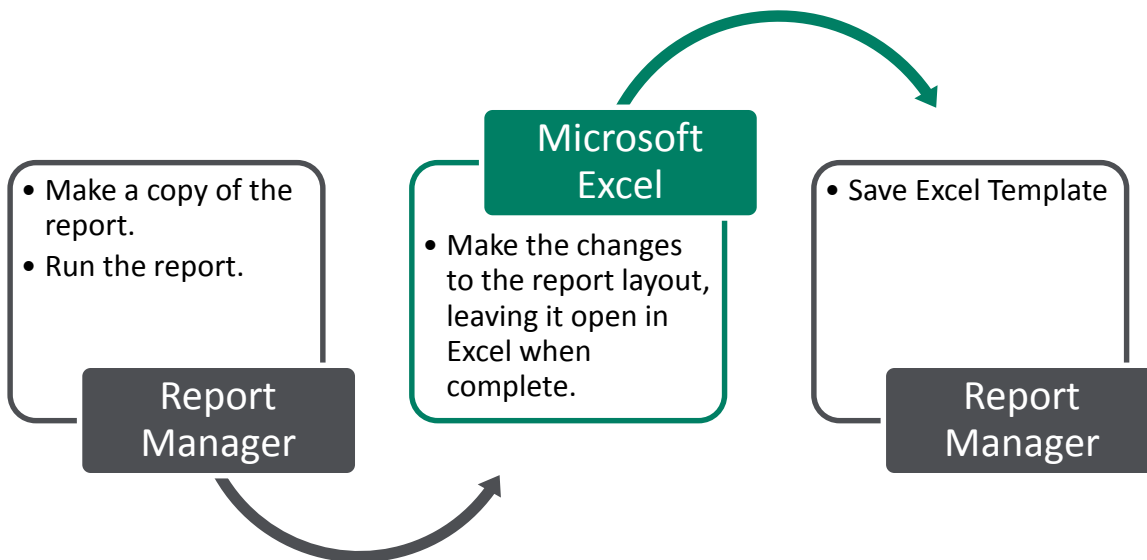 • Make a copy of the
report.
• Run the report.
Report
Manager
Microsoft
Excel
• Make the changes
to the report layout,
leaving it open in
Excel when
complete.
• Save Excel Template
Report
Manager